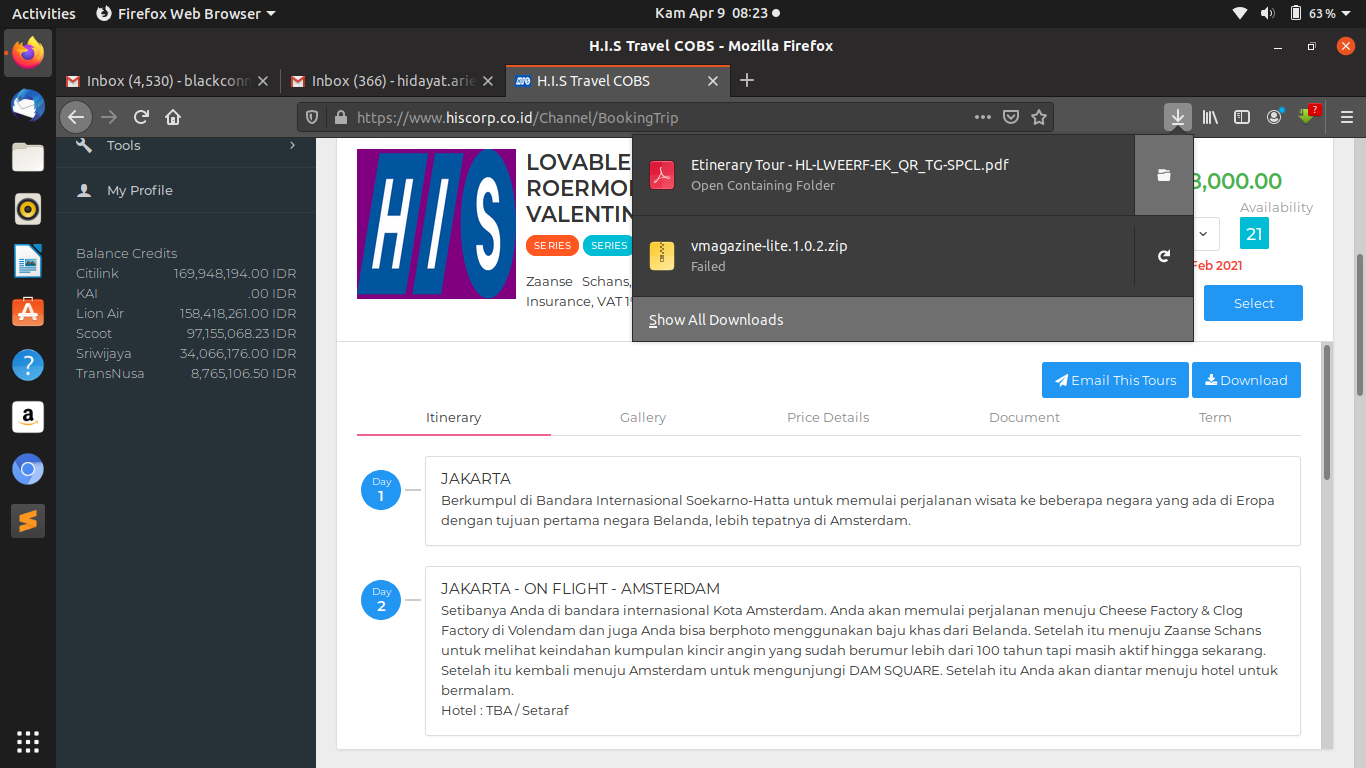 Activities
Firefox Web Browser
Kam Apr 9 08:23
63 %
H.I.S Travel COBS - Mozilla Firefox
Inbox (4,530) - blackconn
Inbox (366) - hidayat.arie
H.I.S Travel COBS
https://www.hiscorp.co.id/Channel/BookingTrip
?
Tools
My Profile
Balance Credits
Citilink 169,948,194.00 IDR
KAI .00 IDR
Lion Air 158,418,261.00 IDR
Scoot 97,155,068.23 IDR
Sriwijaya 34,066,176.00 IDR
TransNusa 8,765,106.50 IDR
HIS
LOVABLE
ROERMO
VALENTIN
SERIES
SERIES
Zaanse Schans,
Insurance, VAT 1
Etinerary Tour - HL-LWEERF-EK_QR_TG-SPCL.pdf
Open Containing Folder
vmagazine-lite.1.0.2.zip
Failed
Show All Downloads
8,000.00
Availability
21
Feb 2021
Select
Email This Tours
Download
Itinerary
Gallery
Price Details
Document
Term
Day
1
JAKARTA
Berkumpul di Bandara Internasional Soekarno-Hatta untuk memulai perjalanan wisata ke beberapa negara yang ada di Eropa
dengan tujuan pertama negara Belanda, lebih tepatnya di Amsterdam.
Day
2
JAKARTA - ON FLIGHT - AMSTERDAM
Setibanya Anda di bandara internasional Kota Amsterdam. Anda akan memulai perjalanan menuju Cheese Factory & Clog
Factory di Volendam dan juga Anda bisa berphoto menggunakan baju khas dari Belanda. Setelah itu menuju Zaanse Schans
untuk melihat keindahan kumpulan kincir angin yang sudah berumur lebih dari 100 tahun tapi masih aktif hingga sekarang.
Setelah itu kembali menuju Amsterdam untuk mengunjungi DAM SQUARE. Setelah itu Anda akan diantar menuju hotel untuk
bermalam.
Hotel : TBA / Setaraf